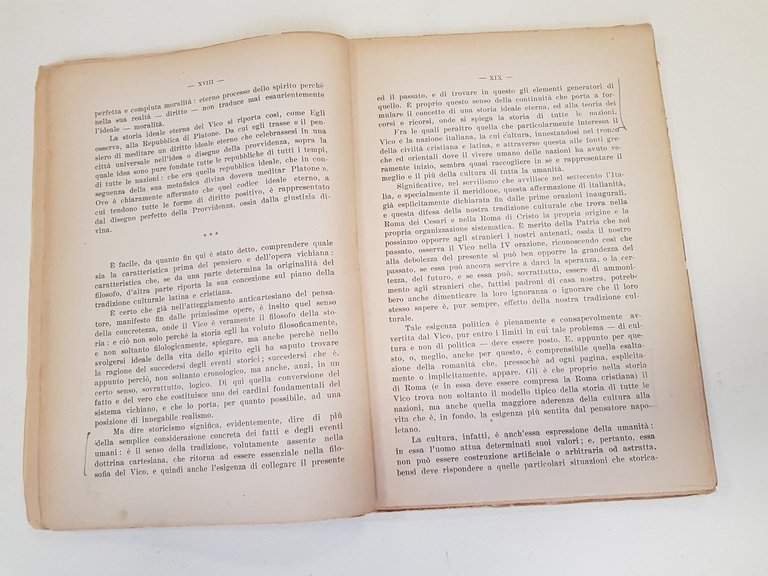 — XVIII —
perfetta e compiuta moralità: eterno processo dello spirito perchè
nella sua realtà — diritto — non traduce mai esaurientemente
l'ideale — moralità.
La storia ideale eterna del Vico si riporta così, come Egli
osserva, alla Repubblica di Platone. Da cui egli trasse « il pen-
siero di meditare un diritto ideale eterno che celebrassesi in una
città universale nell'idea o disegno della provvidenza, sopra la
quale idea sono pur fondate tutte le repubbliche di tutti i tempi,
di tutte le nazioni: che era quella repubblica ideale, che in con-
seguenza della sua metafisica divina doveva meditar Platone ».
Ove è chiaramente affermato che quel codice ideale eterno, a
cui tendono tutte le forme di diritto positivo, è rappresentato
dal disegno perfetto della Provvidenza, ossia dalla giustizia di-
vina.
***
È facile, da quanto fin qui è stato detto, comprendere quale
sia la caratteristica prima del pensiero e dell'opera vichiana:
caratteristica che, se da una parte determina la originalità del
filosofo, d'altra parte riporta la sua concezione sul piano della
tradizione culturale latina e cristiana.
È certo che già nell'atteggiamento anticartesiano del pensa-
tore, manifesto fin dalle primissime opere, è insito quel senso
della concretezza, onde il Vico è veramente il filosofo della sto-
ria: e ciò non solo perchè la storia egli ha voluto filosoficamente,
e non soltanto filologicamente, spiegare, ma anche perchè nello
svolgersi ideale della vita dello spirito egli ha saputo trovare
la ragione del succedersi degli eventi storici; succedersi che è,
appunto perciò, non soltanto cronologico, ma anche, anzi, in un
certo senso, sovrattutto, logico. Di qui quella conversione del
fatto e del vero che costituisce uno dei cardini fondamentali del
sistema vichiano, e che lo porta, per quanto possibile, ad una
posizione di innegabile realismo.
Ma dire storicismo significa, evidentemente, dire di più
della semplice considerazione concreta dei fatti e degli eventi
umani: è il senso della tradizione, volutamente assente nella
dottrina cartesiana, che ritorna ad essere essenziale nella filo-
sofia del Vico, e quindi anche l'esigenza di collegare il presente
— XIX —
ed il passato, e di trovare in questo gli elementi generatori di
quello. È proprio questo senso della continuità che porta a for-
mulare il concetto di una storia ideale eterna, ed alla teoria dei
corsi e ricorsi, onde si spiega la storia di tutte le nazioni.
Fra le quali peraltro quella che particolarmente interessa il
Vico è la nazione italiana, la cui cultura, innestandosi nel tronco
della civiltà cristiana e latina, e attraverso questa alle fonti gre-
che ed orientali dove il vivere umano delle nazioni ha avuto ve-
ramente inizio, sembra quasi raccogliere in sè e rappresentare il
meglio e il più della cultura di tutta la umanità.
Significative, nel servilismo che avvilisce nel settecento l'Ita-
lia, e specialmente il meridione, questa affermazione di italianità,
già esplicitamente dichiarata fin dalle prime orazioni inaugurali,
e questa difesa della nostra tradizione culturale che trova nella
Roma dei Cesari e nella Roma di Cristo la propria origine e la
propria organizzazione sistematica. È merito della Patria che noi
possiamo opporre agli stranieri i nostri antenati, ossia il nostro
passato, osserva il Vico nella IV orazione, riconoscendo così che
alla debolezza del presente si può ben opporre la grandezza del
passato, se essa può ancora servire a darci la speranza, o la cer-
tezza, del futuro, e se essa può, sovrattutto, essere di ammoni-
mento agli stranieri che, fattisi padroni di casa nostra, potreb-
bero anche dimenticare la loro ignoranza o ignorare che il loro
stesso sapere è, pur sempre, effetto della nostra tradizione cul-
turale.
Tale esigenza politica è pienamente e consapevolmente av-
vertita dal Vico, pur entro i limiti in cui tale problema — di cul-
tura e non di politica — deve essere posto. E, appunto per que-
sto, o, meglio, anche per questo, è comprensibile quella esalta-
zione della romanità che, pressochè ad ogni pagina, esplicita-
mente o implicitamente, appare. Gli è che proprio nella storia
di Roma (e in essa deve essere compresa la Roma cristiana) il
Vico trova non soltanto il modello tipico della storia di tutte le
nazioni, ma anche quella maggiore aderenza della cultura alla
vita che è, in fondo, la esigenza più sentita dal pensatore napo-
letano.
La cultura, infatti, è anch'essa espressione della umanità:
in essa l'uomo attua determinati suoi valori; e, pertanto, essa
non può essere costruzione artificiale o arbitraria od astratta,
bensì deve rispondere a quelle particolari situazioni che storica-